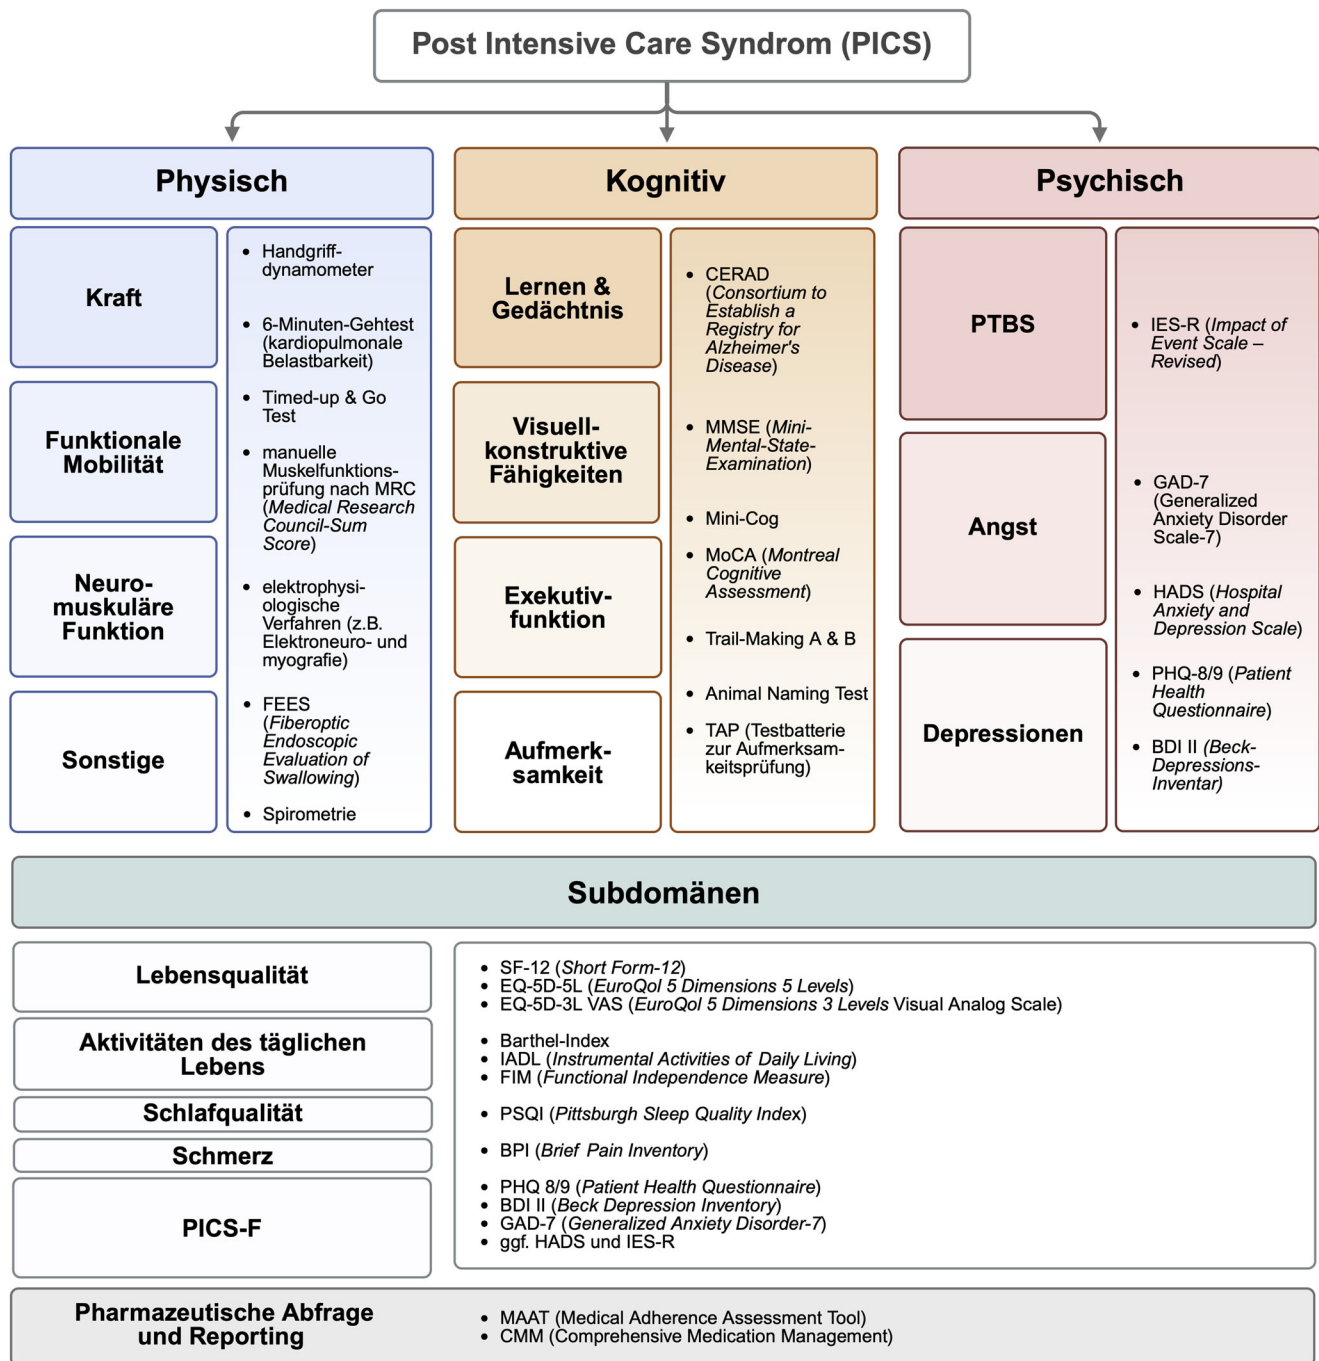 Post Intensive Care Syndrom (PICS)
Physisch
Kraft
Funktionale
Mobilität
Neuro-
muskuläre
Funktion
Sonstige
• Handgriff-
dynamometer
• 6-Minuten-Gehtest
(kardiopulmonale
Belastbarkeit)
• Timed-up & Go
Test
• manuelle
Muskelfunktions-
prüfung nach MRC
(Medical Research
Council-Sum
Score)
• elektrophysi-
ologische
Verfahren (z.B.
Elektroneuro- und
myografie)
• FEES
(Fiberoptic
Endoscopic
Evaluation of
Swallowing)
• Spirometrie
Kognitiv
Lernen &
Gedächtnis
Visuell-
konstruktive
Fähigkeiten
Exekutiv-
funktion
Aufmerk-
samkeit
• CERAD
(Consortium to
Establish a
Registry for
Alzheimer's
Disease)
• MMSE (Mini-
Mental-State-
Examination)
• Mini-Cog
• MoCA (Montreal
Cognitive
Assessment)
• Trail-Making A & B
• Animal Naming Test
• TAP (Testbatterie
zur Aufmerksam-
keitsprüfung)
Psychisch
PTBS
Angst
Depressionen
• IES-R (Impact of
Event Scale –
Revised)
• GAD-7
(Generalized
Anxiety Disorder
Scale-7)
• HADS (Hospital
Anxiety and
Depression Scale)
• PHQ-8/9 (Patient
Health
Questionnaire)
• BDI II (Beck-
Depressions-
Inventar)
Subdomänen
Lebensqualität
• SF-12 (Short Form-12)
• EQ-5D-5L (EuroQol 5 Dimensions 5 Levels)
• EQ-5D-3L VAS (EuroQol 5 Dimensions 3 Levels Visual Analog Scale)
Aktivitäten des täglichen
Lebens
• Barthel-Index
• IADL (Instrumental Activities of Daily Living)
• FIM (Functional Independence Measure)
Schlafqualität
• PSQI (Pittsburgh Sleep Quality Index)
Schmerz
• BPI (Brief Pain Inventory)
PICS-F
• PHQ 8/9 (Patient Health Questionnaire)
• BDI II (Beck Depression Inventory)
• GAD-7 (Generalized Anxiety Disorder-7)
• ggf. HADS und IES-R
Pharmazeutische Abfrage
und Reporting
• MAAT (Medical Adherence Assessment Tool)
• CMM (Comprehensive Medication Management)